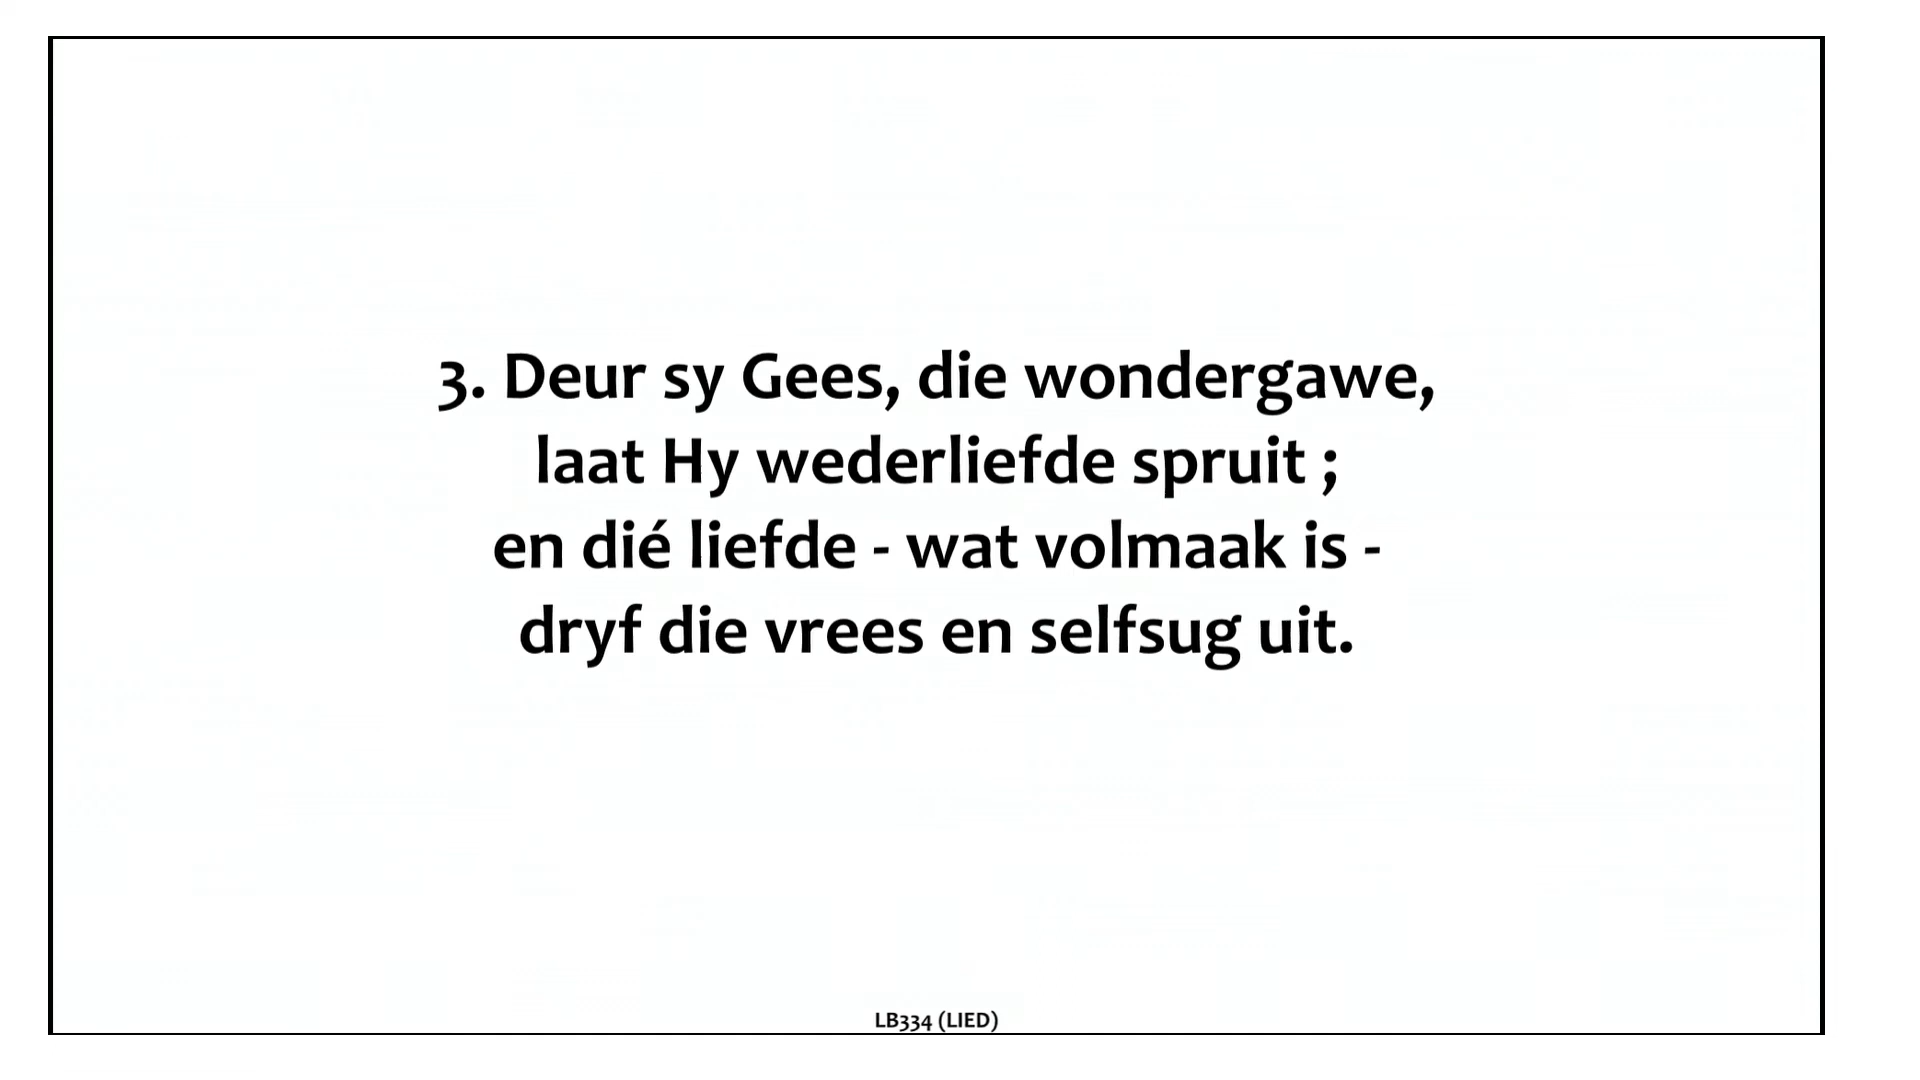 3. Deur sy Gees, die wondergawe,
laat Hy wederliefde spruit ;
en dié liefde - wat volmaak is -
dryf die vrees en selfsug uit.
LB334 (LIED)